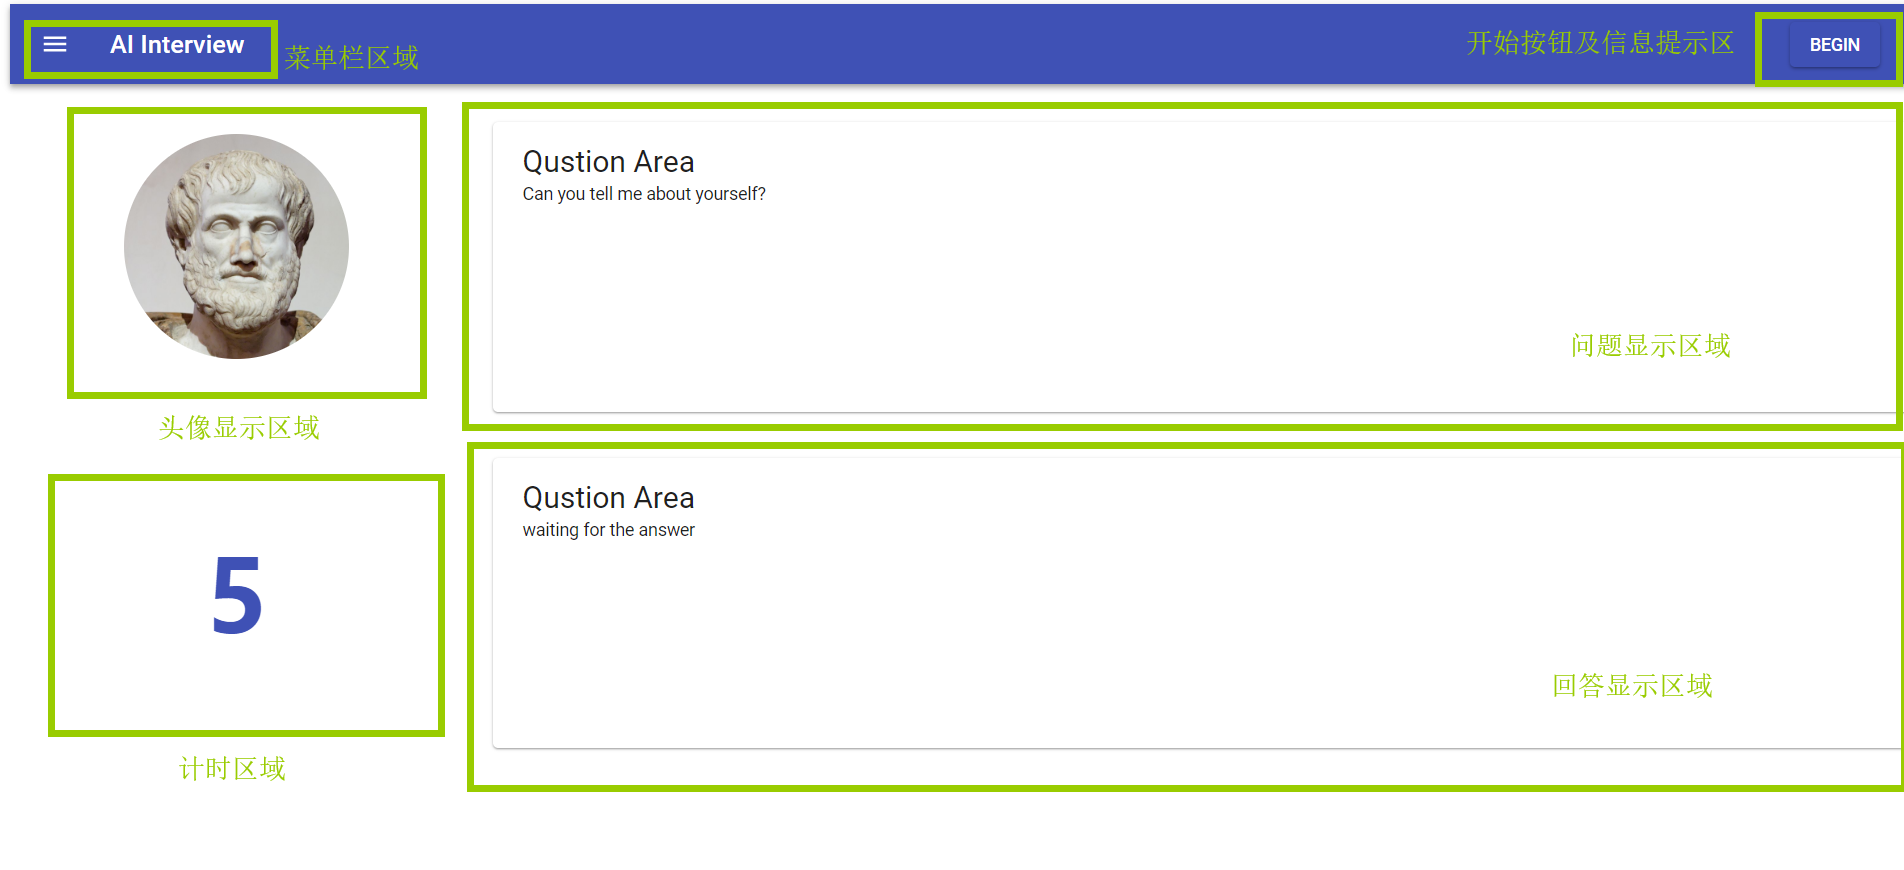 AI Interview
菜单栏区域
开始按钮及信息提示区
BEGIN
Qustion Area
Can you tell me about yourself?
问题显示区域
头像显示区域
Qustion Area
waiting for the answer
5
回答显示区域
计时区域